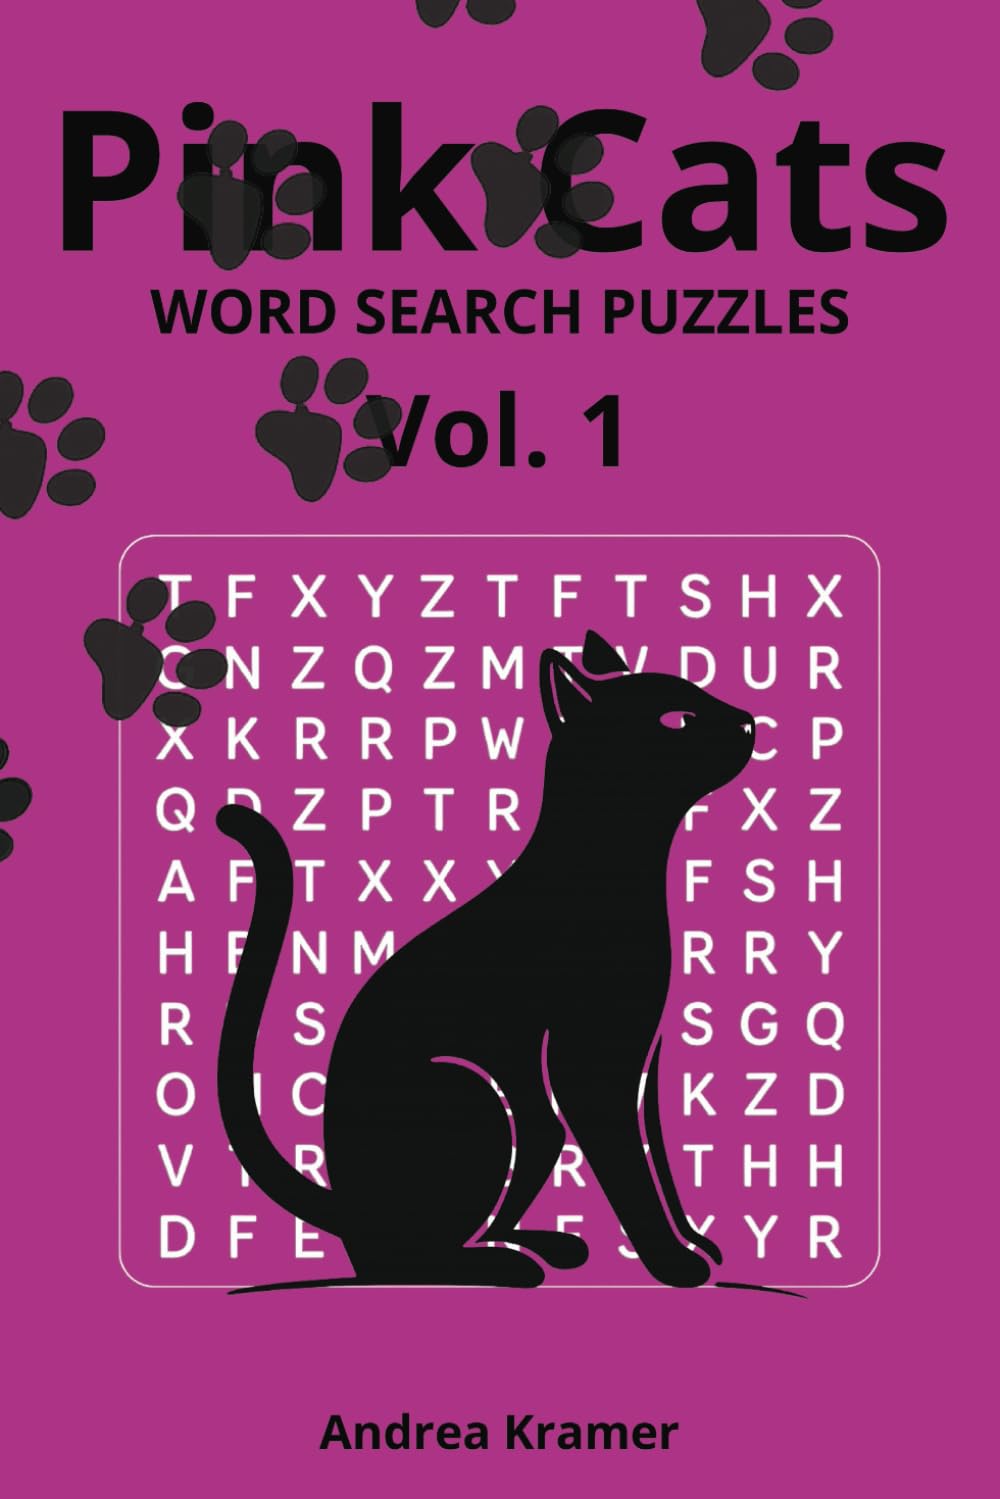 Pink Cats
WORD SEARCH PUZZLES
Vol. 1
T F X Y Z T F T S H X
N Z Q Z M D U R
X K R R P W C P
Q D Z P T R F X Z
A F T X X F S H
H E N M R R Y
R S S G Q
O C K Z D
V R R T H H
D F E Y Y R
Andrea Kramer